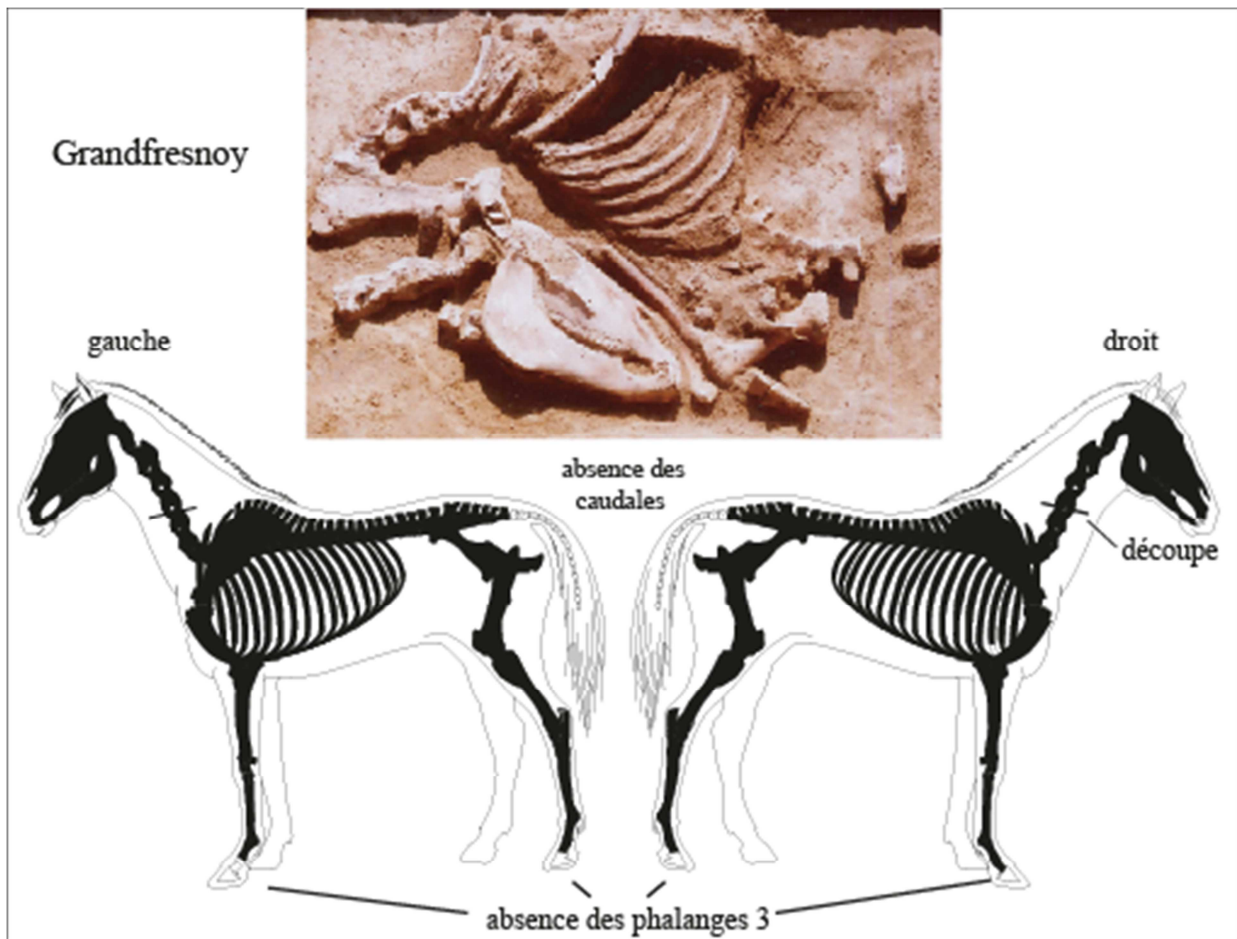 Grandfresnoy
gauche
droit
absence des
caudales
découpe
absence des phalanges 3